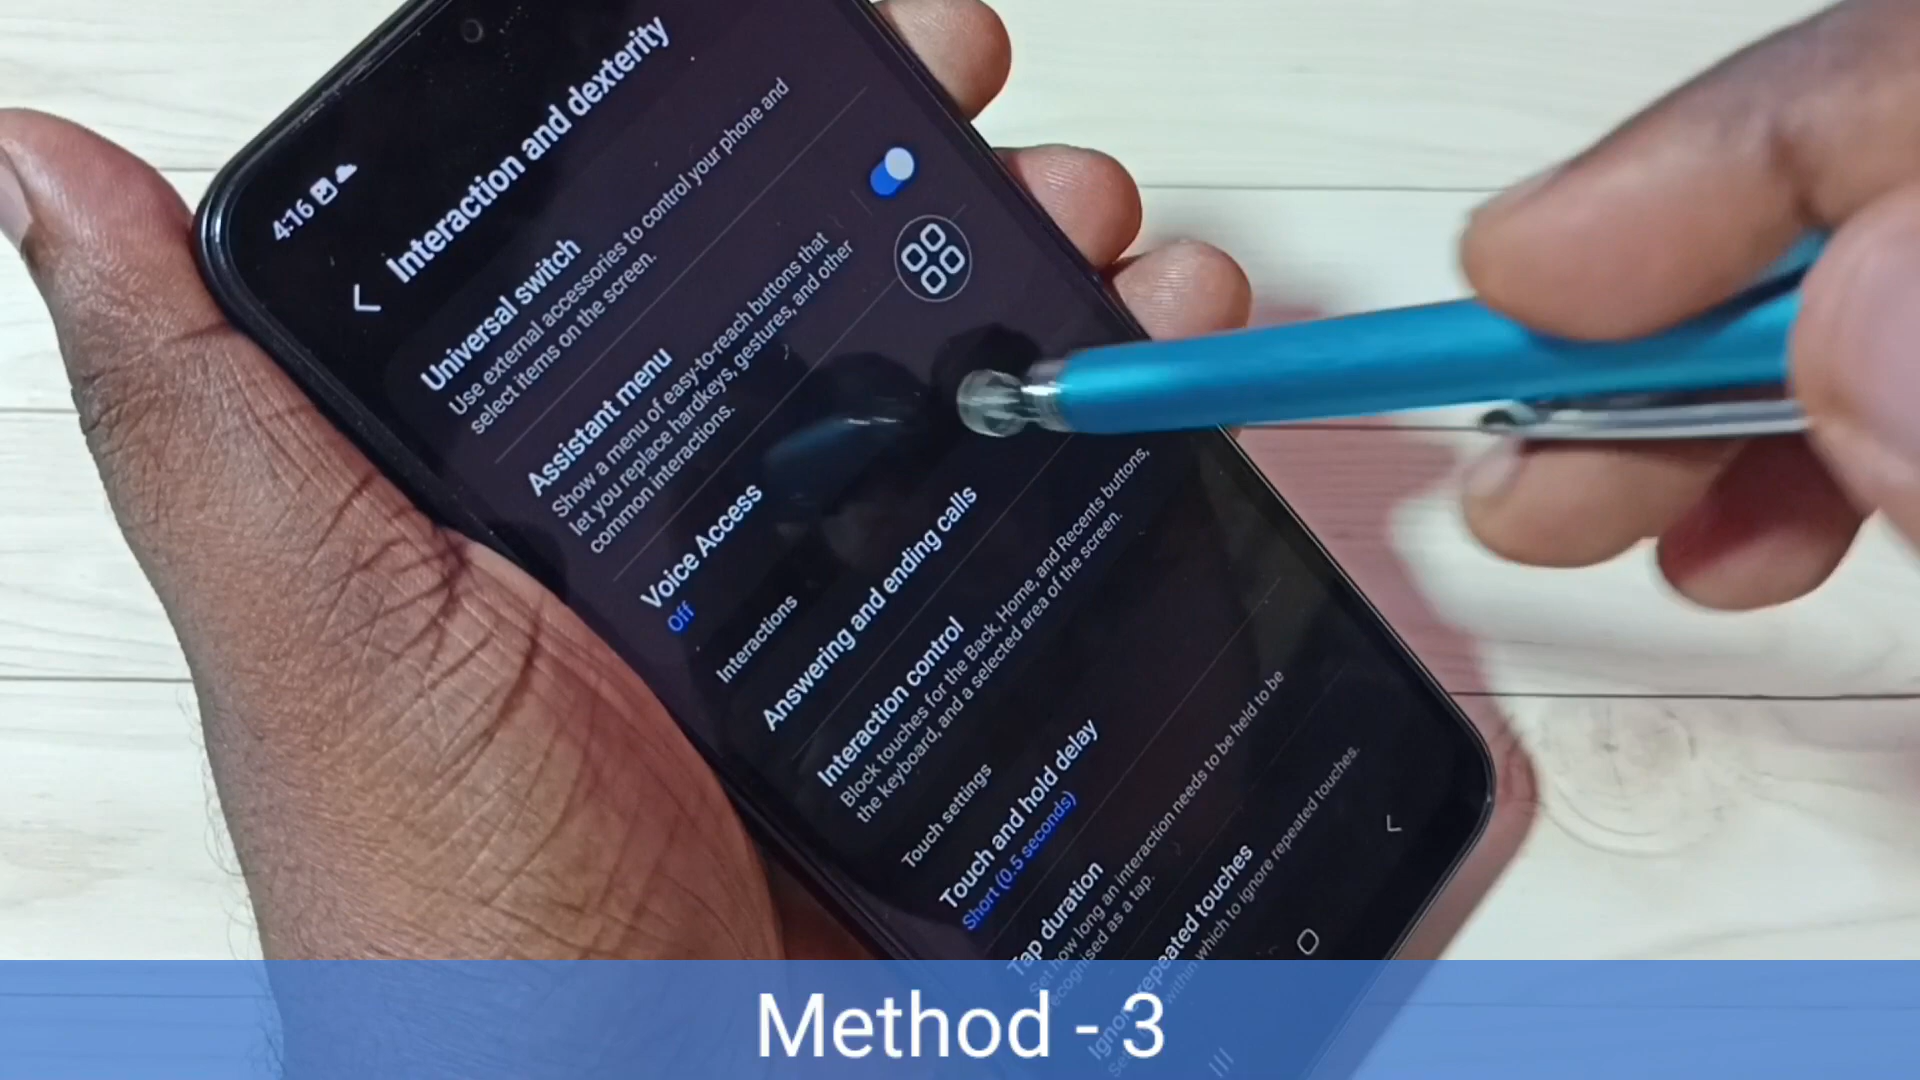 4:16
Interaction and dexterity
Universal switch
Use external accessories to control your phone and
select items on the screen.
Assistant menu
Show a menu of easy-to-reach buttons that
let you replace hardkeys, gestures, and other
common interactions.
Voice Access
Off
Interactions
Answering and ending calls
Interaction control
Block touches for the Back, Home, and Recents buttons,
the keyboard, and a selected area of the screen.
Touch settings
Touch and hold delay
Short (0.5 seconds)
Tap duration
Set how long an interaction needs to be held to be
recognised as a tap.
Ignore repeated touches
within which to ignore repeated touches.
Method - 3